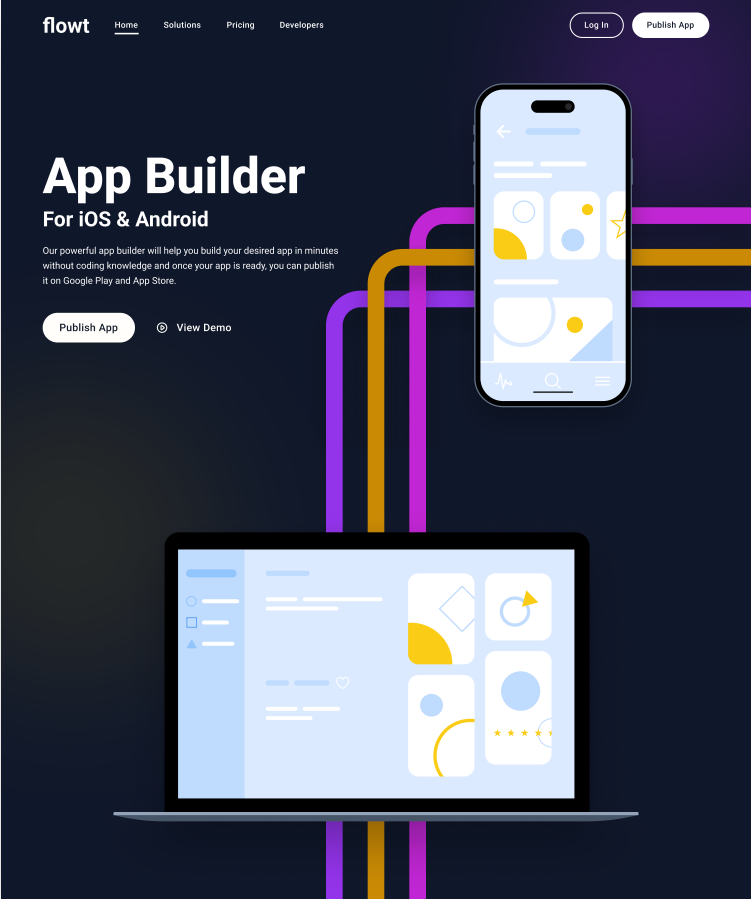 flowt
Home
Solutions
Pricing
Developers
Log In
Publish App
App Builder
For iOS & Android
Our powerful app builder will help you build your desired app in minutes
without coding knowledge and once your app is ready, you can publish
it on Google Play and App Store.
Publish App
View Demo